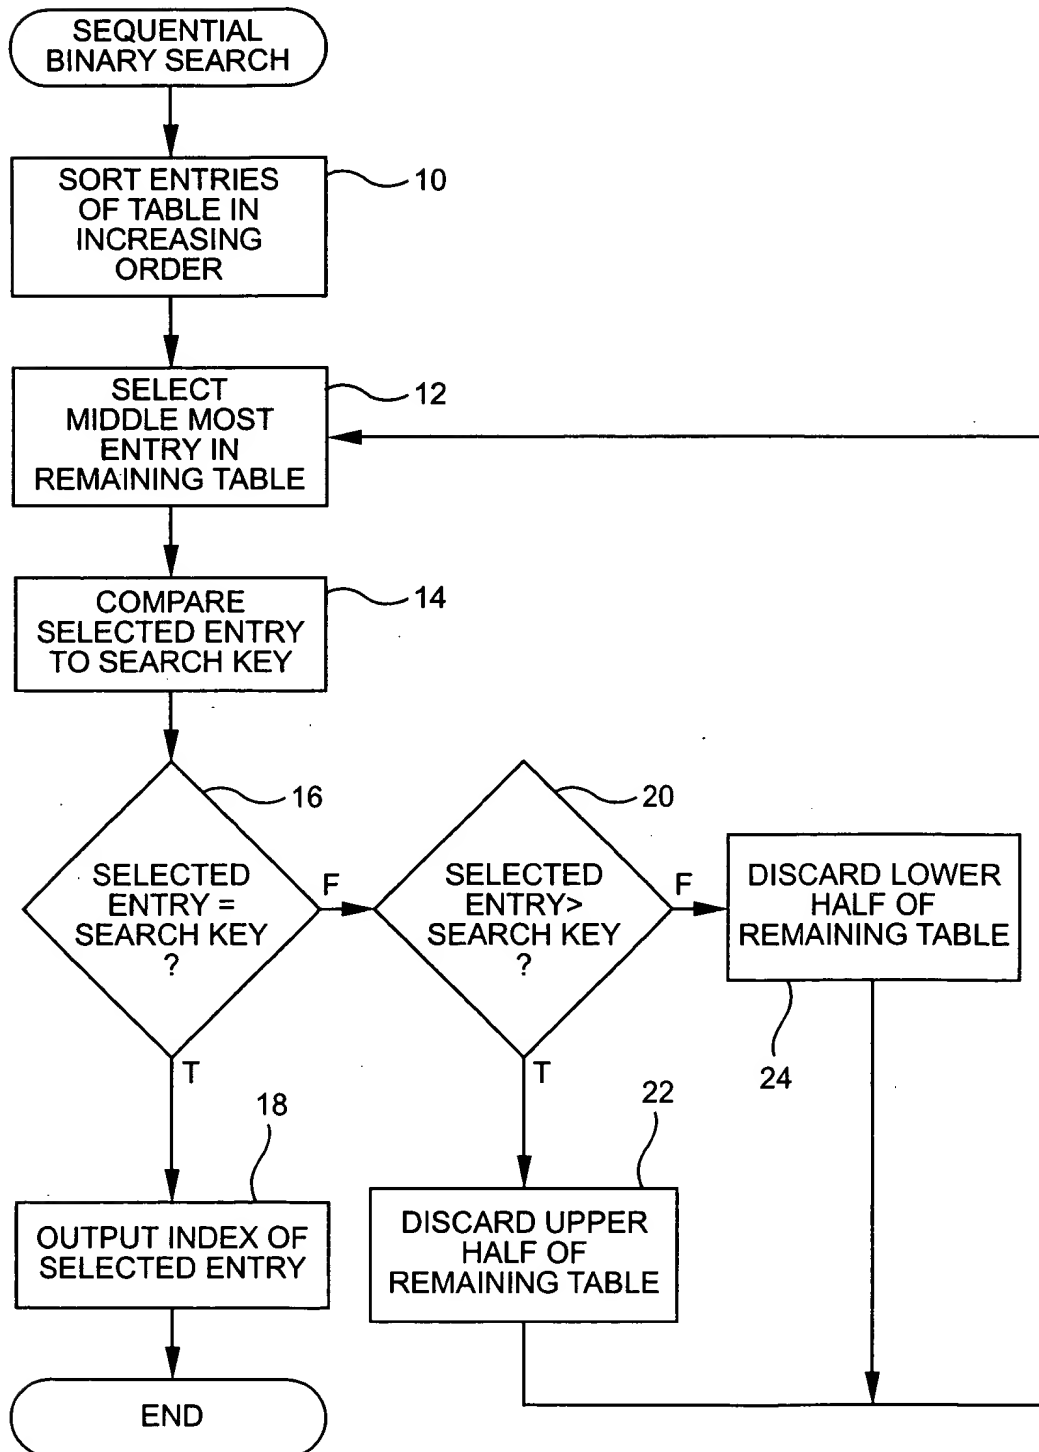 SEQUENTIAL
BINARY SEARCH
SORT ENTRIES
OF TABLE IN
INCREASING
ORDER
10
SELECT
MIDDLE MOST
ENTRY IN
REMAINING TABLE
12
COMPARE
SELECTED ENTRY
TO SEARCH KEY
14
SELECTED
ENTRY =
SEARCH KEY
?
16
F
T
SELECTED
ENTRY>
SEARCH KEY
?
20
F
T
DISCARD LOWER
HALF OF
REMAINING TABLE
24
18
OUTPUT INDEX OF
SELECTED ENTRY
22
DISCARD UPPER
HALF OF
REMAINING TABLE
END